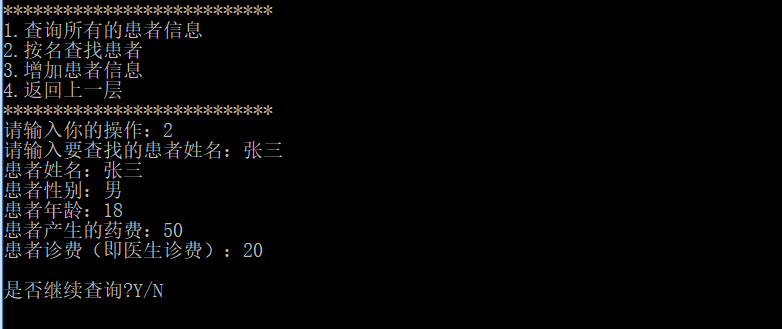 ***************************
1.查询所有的患者信息
2.按名查找患者
3.增加患者信息
4.返回上一层
***************************
请输入你的操作：2
请输入要查找的患者姓名：张三
患者姓名：张三
患者性别：男
患者年龄：18
患者产生的药费：50
患者诊费（即医生诊费）：20
是否继续查询?Y/N